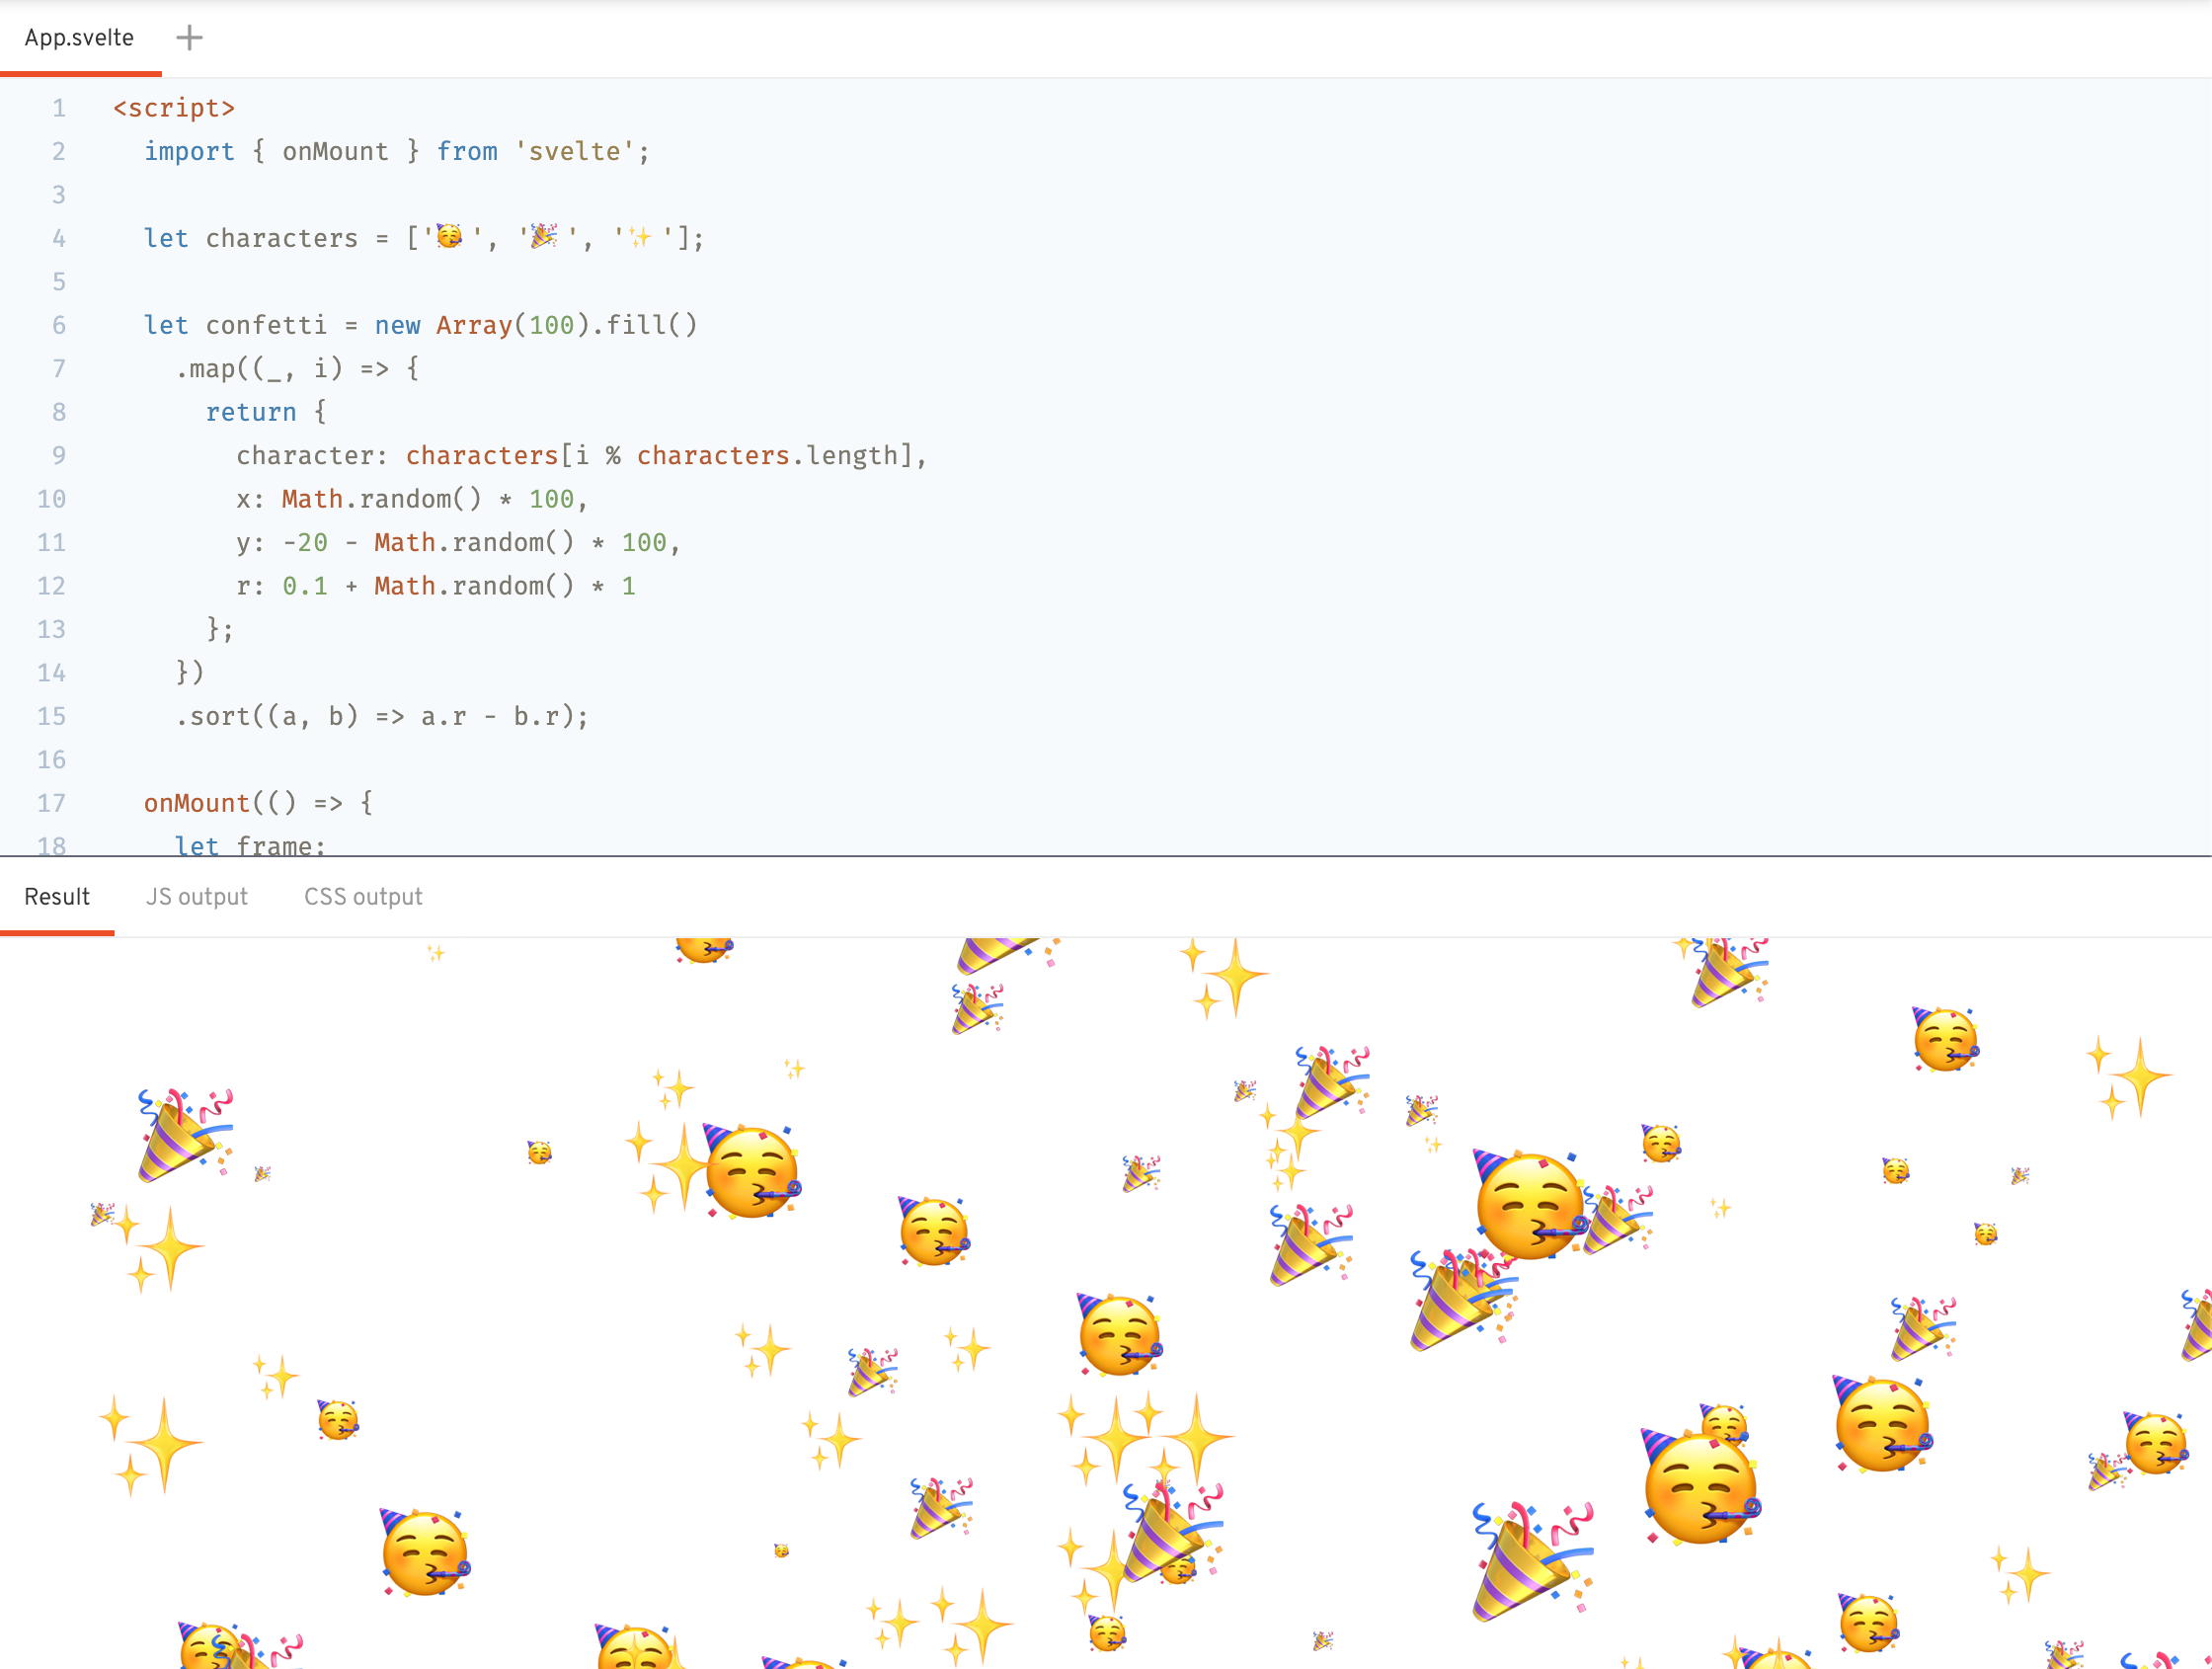 App.svelte +
1 <script>
2 import { onMount } from 'svelte';
3
4 let characters = ['🥳', '🎉', '✨'];
5
6 let confetti = new Array(100).fill()
7 .map((_, i) => {
8 return {
9 character: characters[i % characters.length],
10 x: Math.random() * 100,
11 y: -20 - Math.random() * 100,
12 r: 0.1 + Math.random() * 1
13 };
14 })
15 .sort((a, b) => a.r - b.r);
16
17 onMount(() => {
18 let frame:
Result JS output CSS output